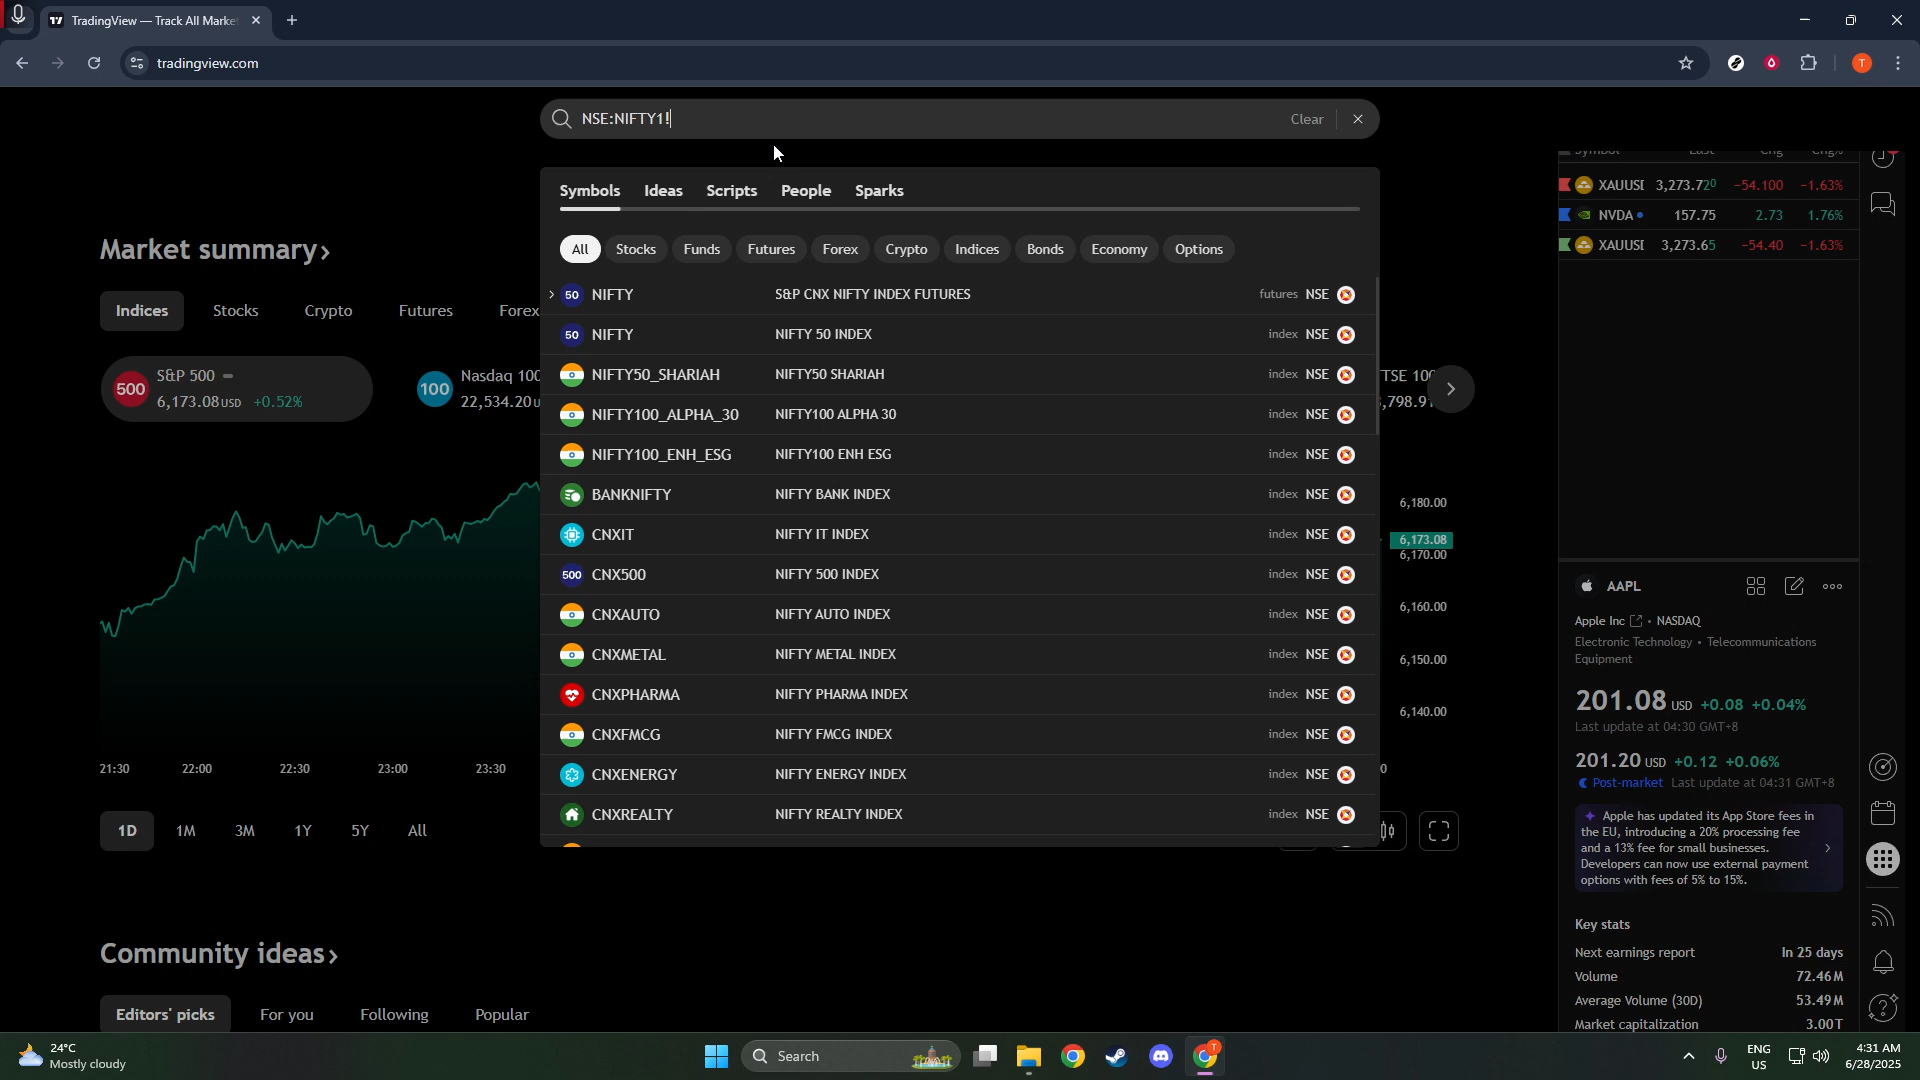 TradingView — Track All Marke
tradingview.com
NSE:NIFTY1!
Clear
Symbols Ideas Scripts People Sparks
All Stocks Funds Futures Forex Crypto Indices Bonds Economy Options
50 NIFTY S&P CNX NIFTY INDEX FUTURES futures NSE
50 NIFTY NIFTY 50 INDEX index NSE
NIFTY50_SHARIAH NIFTY50 SHARIAH index NSE
NIFTY100_ALPHA_30 NIFTY100 ALPHA 30 index NSE
NIFTY100_ENH_ESG NIFTY100 ENH ESG index NSE
BANKNIFTY NIFTY BANK INDEX index NSE
CNXIT NIFTY IT INDEX index NSE
500 CNX500 NIFTY 500 INDEX index NSE
CNXAUTO NIFTY AUTO INDEX index NSE
CNXMETAL NIFTY METAL INDEX index NSE
CNXPHARMA NIFTY PHARMA INDEX index NSE
CNXFMCG NIFTY FMCG INDEX index NSE
CNXENERGY NIFTY ENERGY INDEX index NSE
CNXREALTY NIFTY REALTY INDEX index NSE
Market summary ›
Indices Stocks Crypto Futures Forex
500 S&P 500
6,173.08 USD +0.52%
100 Nasdaq 100
22,534.20
TSE 100
,798.91
6,180.00
6,173.08
6,170.00
6,160.00
6,150.00
6,140.00
21:30 22:00 22:30 23:00 23:30
1D 1M 3M 1Y 5Y All
Community ideas ›
Editors' picks For you Following Popular
Symbol Last Chg Chg%
XAUUSD 3,273.720 −54.100 −1.63%
NVDA 157.75 2.73 1.76%
XAUUSD 3,273.65 −54.40 −1.63%
AAPL
Apple Inc • NASDAQ
Electronic Technology • Telecommunications
Equipment
201.08 USD +0.08 +0.04%
Last update at 04:30 GMT+8
201.20 USD +0.12 +0.06%
Post-market Last update at 04:31 GMT+8
Apple has updated its App Store fees in
the EU, introducing a 20% processing fee
and a 13% fee for small businesses.
Developers can now use external payment
options with fees of 5% to 15%.
Key stats
Next earnings report In 25 days
Volume 72.46 M
Average Volume (30D) 53.49 M
Market capitalization 3.00 T
24°C
Mostly cloudy
Search
ENG
US
4:31 AM
6/28/2025